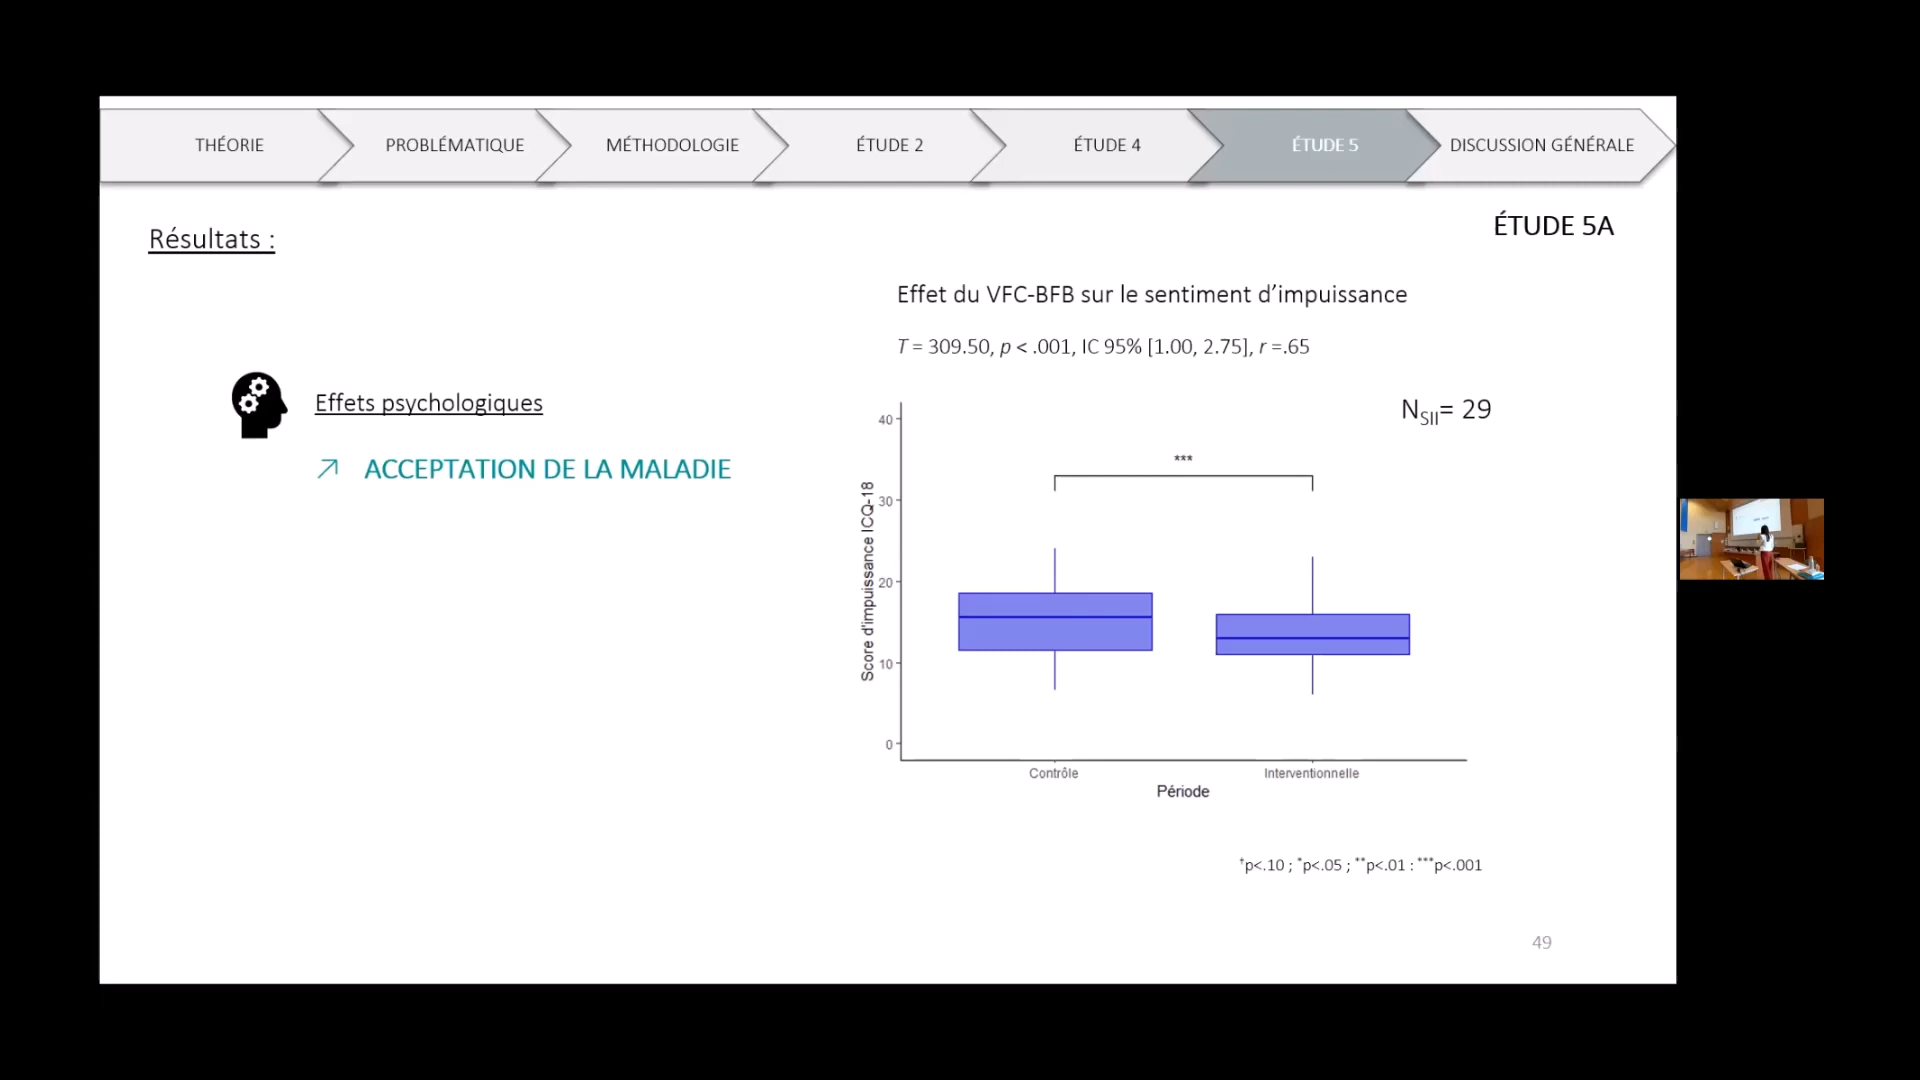 THÉORIE
PROBLÉMATIQUE
MÉTHODOLOGIE
ÉTUDE 2
ÉTUDE 4
ÉTUDE 5
DISCUSSION GÉNÉRALE
Résultats :
ÉTUDE 5A
Effet du VFC-BFB sur le sentiment d’impuissance
T = 309.50, p < .001, IC 95% [1.00, 2.75], r =.65
Effets psychologiques
ACCEPTATION DE LA MALADIE
N_SII= 29
Score d'impuissance ICQ-18
40
30
20
10
0
***
Contrôle
Interventionnelle
Période
†p<.10 ; *p<.05 ; **p<.01 : ***p<.001
49